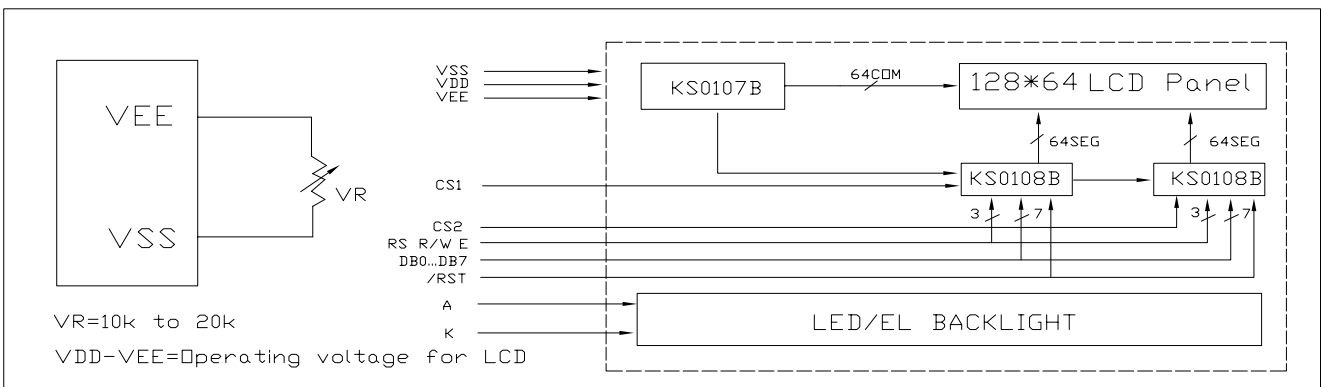 VEE
VSS
VR
VR=10k to 20k
VDD-VEE=Operating voltage for LCD
VSS
VDD
VEE
CS1
CS2
RS R/W E
DB0...DB7
/RST
A
K
KS0107B
64COM
128*64 LCD Panel
64SEG
64SEG
KS0108B
KS0108B
3
7
3
7
LED/EL BACKLIGHT